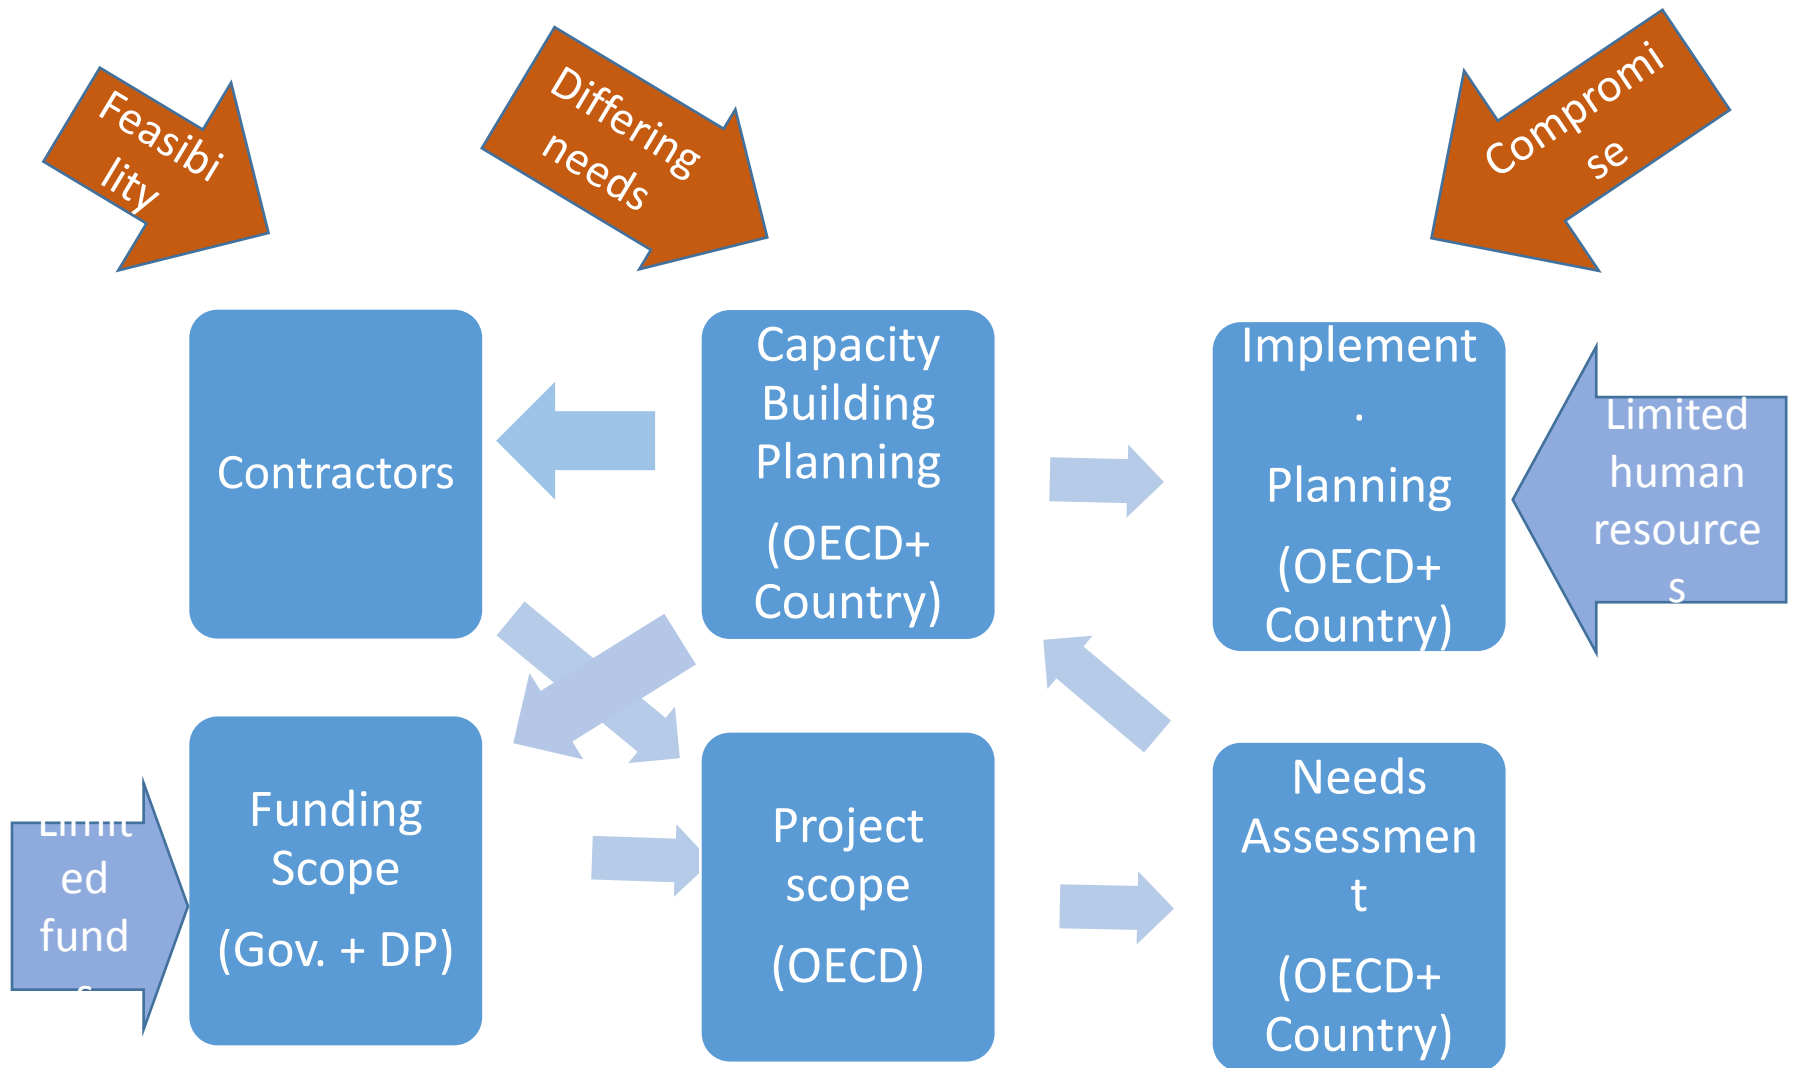 Feasibi
lity
Differing
needs
Compromi
se
Contractors
Capacity
Building
Planning
(OECD+
Country)
Implement
.
Planning
(OECD+
Country)
Limited
human
resource
s
Limit
ed
fund
s
Funding
Scope
(Gov. + DP)
Project
scope
(OECD)
Needs
Assessmen
t
(OECD+
Country)